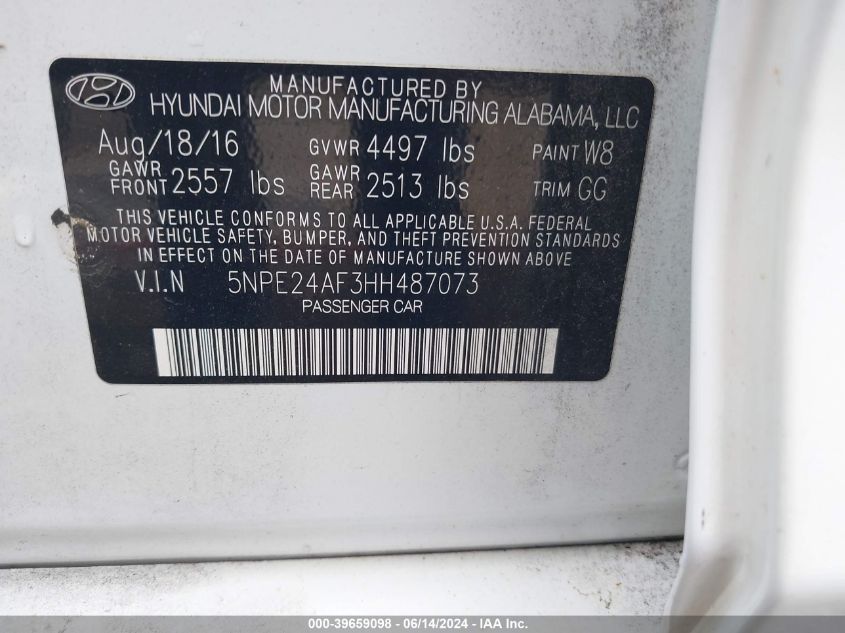 MANUFACTURED BY
HYUNDAI MOTOR MANUFACTURING ALABAMA, LLC
Aug/18/16 GVWR 4497 lbs PAINT W8
GAWR FRONT 2557 lbs GAWR REAR 2513 lbs TRIM GG
THIS VEHICLE CONFORMS TO ALL APPLICABLE U.S.A. FEDERAL
MOTOR VEHICLE SAFETY, BUMPER, AND THEFT PREVENTION STANDARDS
IN EFFECT ON THE DATE OF MANUFACTURE SHOWN ABOVE.
V.I.N 5NPE24AF3HH487073
PASSENGER CAR
000-39659098 - 06/14/2024 - IAA Inc.